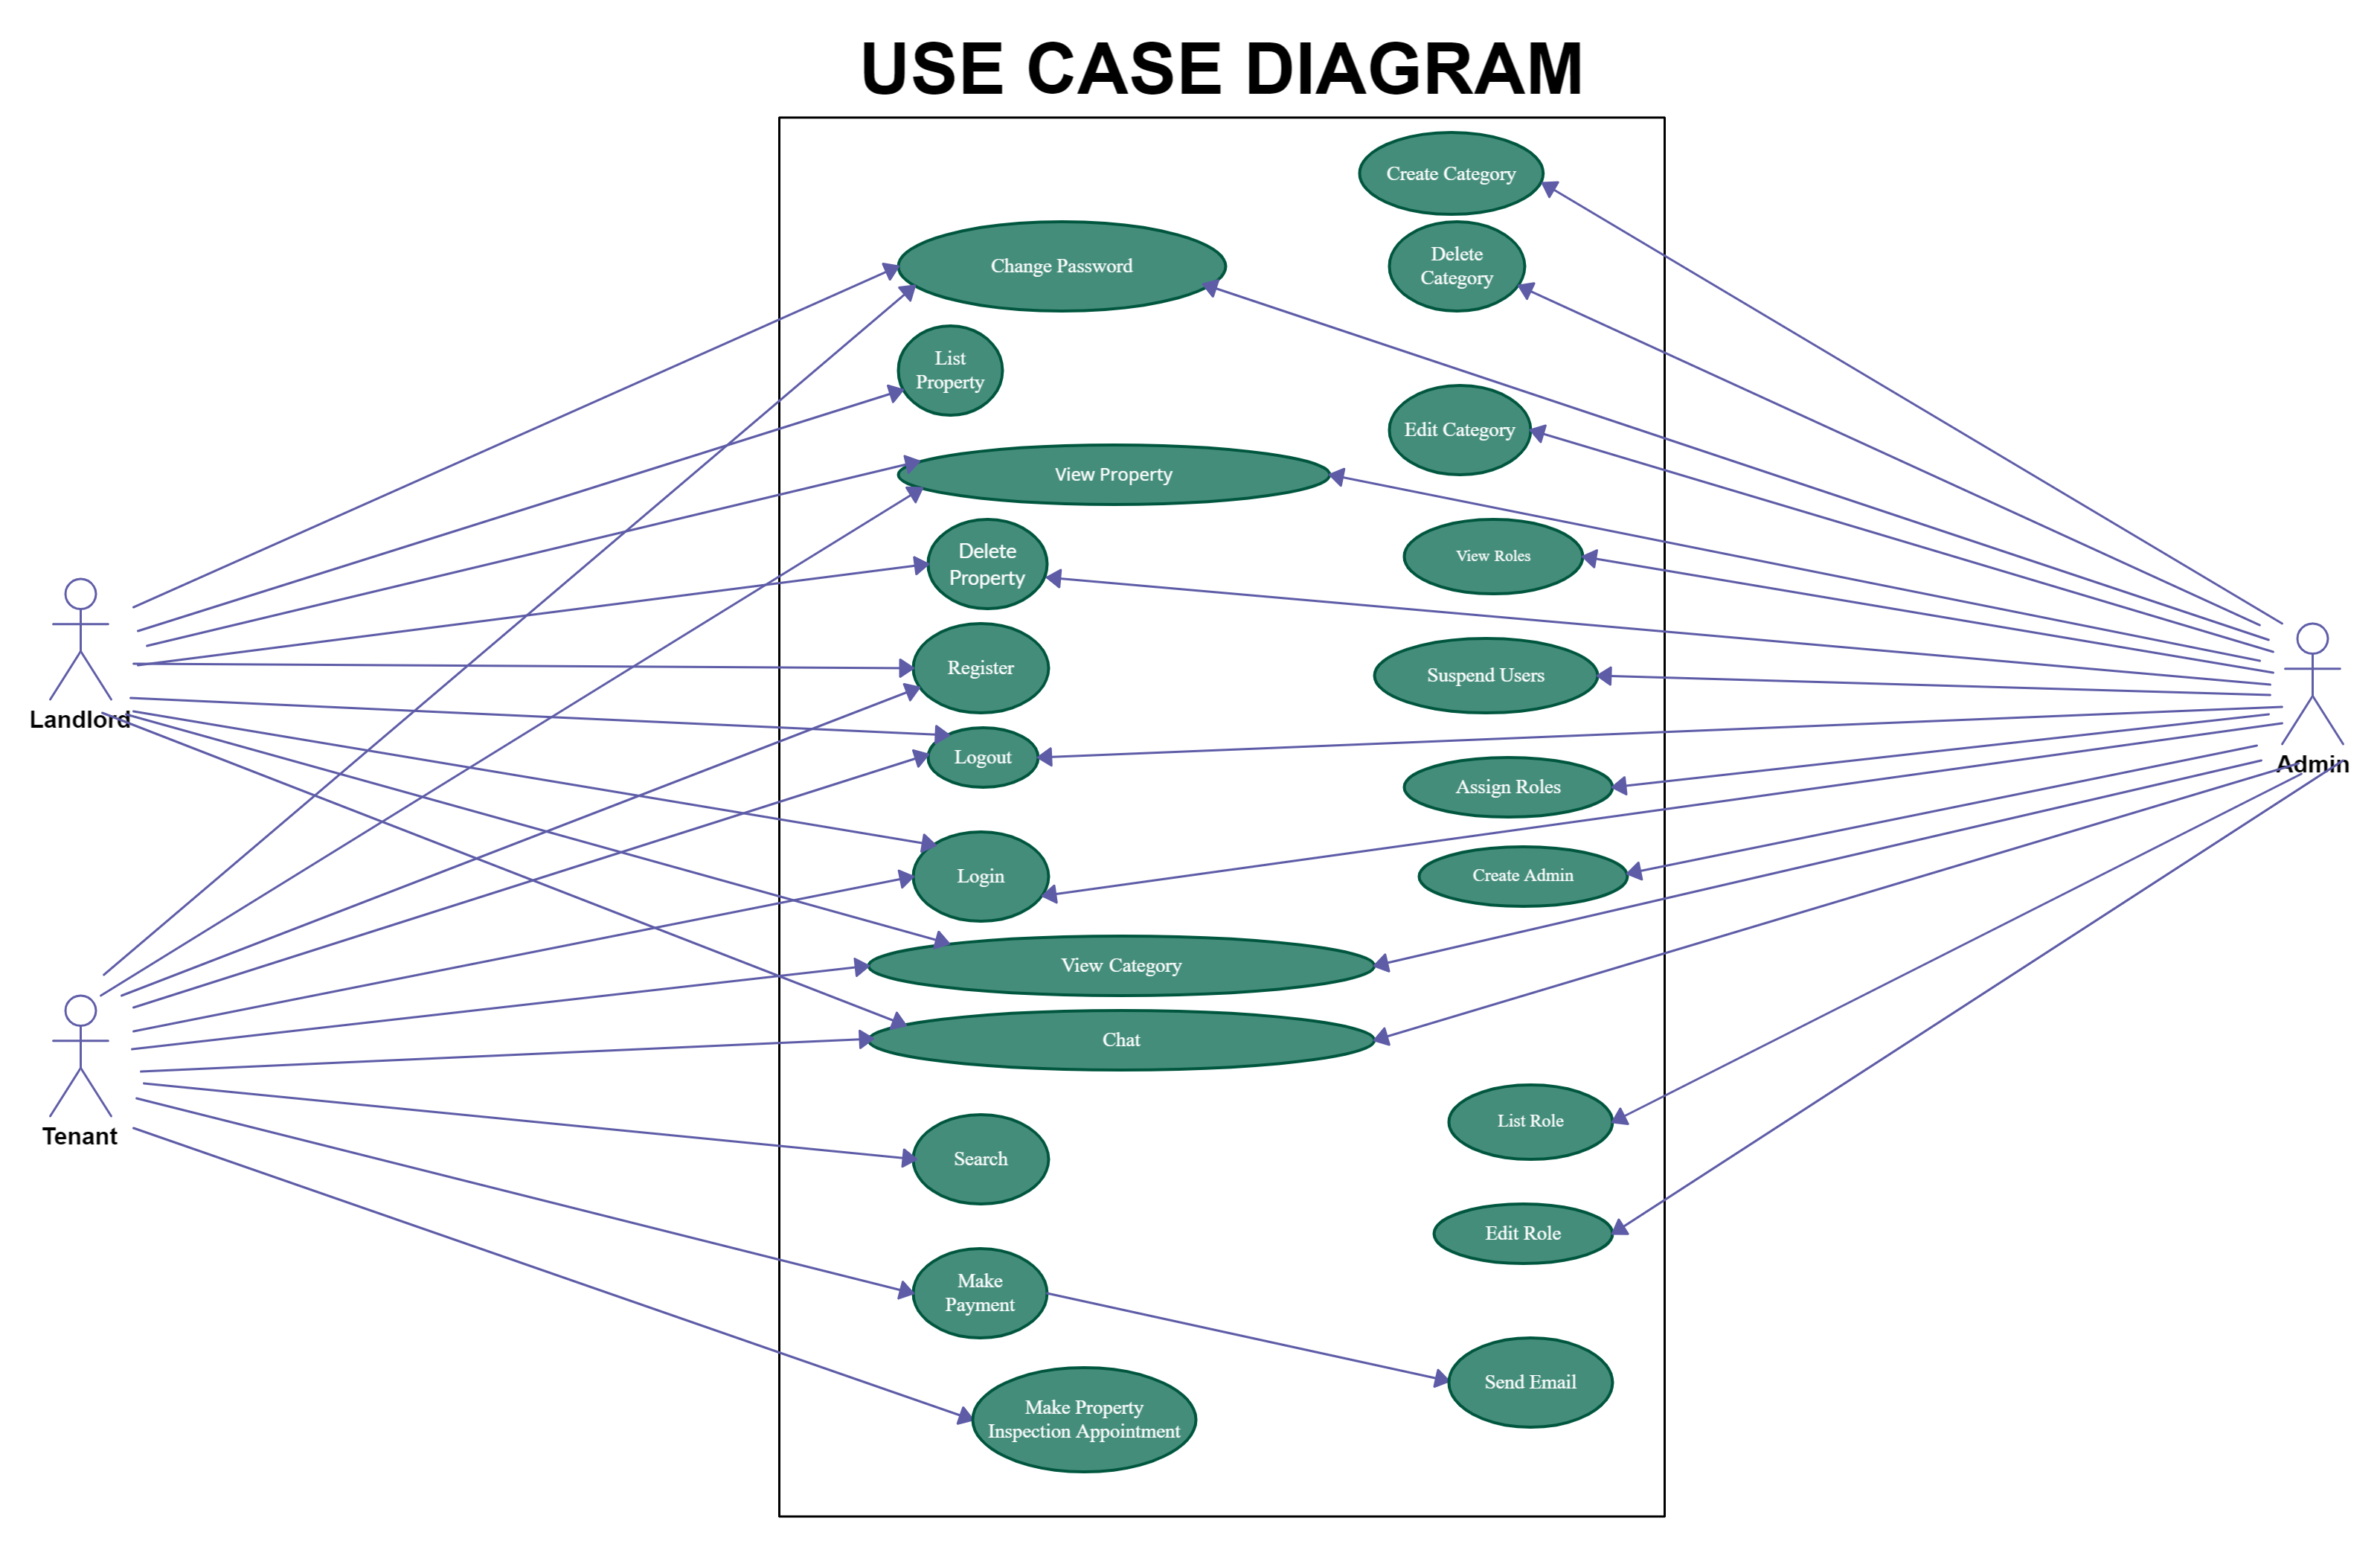 USE CASE DIAGRAM
Create Category
Delete
Category
Change Password
List
Property
Edit Category
View Property
Delete
Property
View Roles
Register
Suspend Users
Landlord
Logout
Admin
Assign Roles
Login
Create Admin
View Category
Chat
Tenant
List Role
Search
Edit Role
Make
Payment
Send Email
Make Property
Inspection Appointment